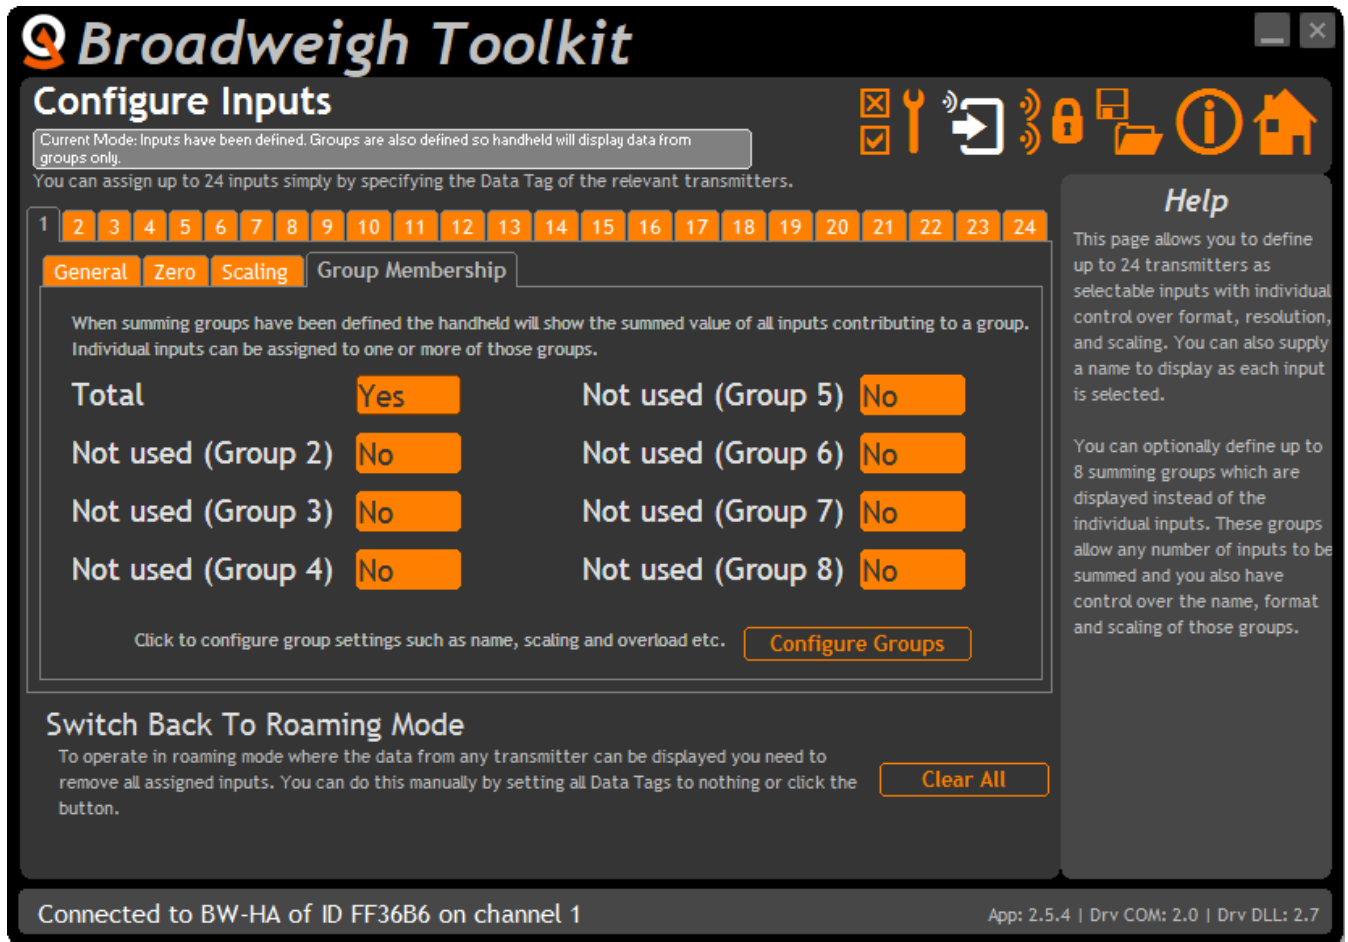 Broadweigh Toolkit
Configure Inputs
Current Mode: Inputs have been defined. Groups are also defined so handheld will display data from
groups only.
You can assign up to 24 inputs simply by specifying the Data Tag of the relevant transmitters.
1 2 3 4 5 6 7 8 9 10 11 12 13 14 15 16 17 18 19 20 21 22 23 24
General Zero Scaling Group Membership
When summing groups have been defined the handheld will show the summed value of all inputs contributing to a group.
Individual inputs can be assigned to one or more of those groups.
Total Yes Not used (Group 5) No
Not used (Group 2) No Not used (Group 6) No
Not used (Group 3) No Not used (Group 7) No
Not used (Group 4) No Not used (Group 8) No
Click to configure group settings such as name, scaling and overload etc. Configure Groups
Switch Back To Roaming Mode
To operate in roaming mode where the data from any transmitter can be displayed you need to
remove all assigned inputs. You can do this manually by setting all Data Tags to nothing or click the
button.
Clear All
Help
This page allows you to define
up to 24 transmitters as
selectable inputs with individual
control over format, resolution,
and scaling. You can also supply
a name to display as each input
is selected.
You can optionally define up to
8 summing groups which are
displayed instead of the
individual inputs. These groups
allow any number of inputs to be
summed and you also have
control over the name, format
and scaling of those groups.
Connected to BW-HA of ID FF36B6 on channel 1
App: 2.5.4 | Drv COM: 2.0 | Drv DLL: 2.7